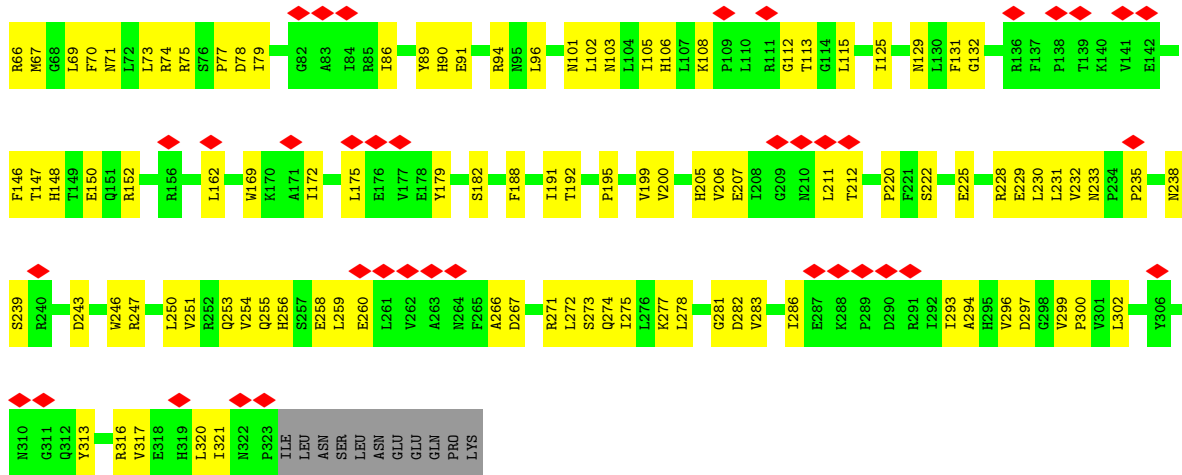 R66 M67 G68 L69 F70 N71 L72 L73 R74 R75 S76 P77 D78 I79 G82 A83 I84 R85 I86 Y89 H90 E91 R94 N95 L96 N101 L102 N103 L104 I105 H106 L107 K108 P109 L110 R111 G112 T113 G114 L115 I125 N129 L130 F131 G132 R136 F137 P138 T139 K140 V141 E142
F146 T147 H148 T149 E150 Q151 R152 R156 L162 W169 K170 A171 I172 L175 E176 V177 E178 Y179 S182 F188 I191 T192 P195 V199 V200 H205 V206 E207 I208 G209 N210 L211 T212 P220 F221 S222 E225 R228 E229 L230 L231 V232 N233 P234 P235 N238
S239 R240 D243 W246 R247 L250 V251 R252 Q253 V254 Q255 H256 S257 E258 L259 E260 L261 V262 A263 N264 F265 A266 D267 R271 L272 S273 Q274 I275 L276 K277 L278 G281 D282 V283 I286 E287 K288 P289 D290 R291 I292 I293 A294 H295 V296 D297 G298 V299 P300 V301 L302 Y306
N310 G311 Q312 Y313 R316 V317 E318 H319 L320 I321 N322 P323 ILE LEU ASN SER LEU ASN GLU GLU GLN PRO LYS